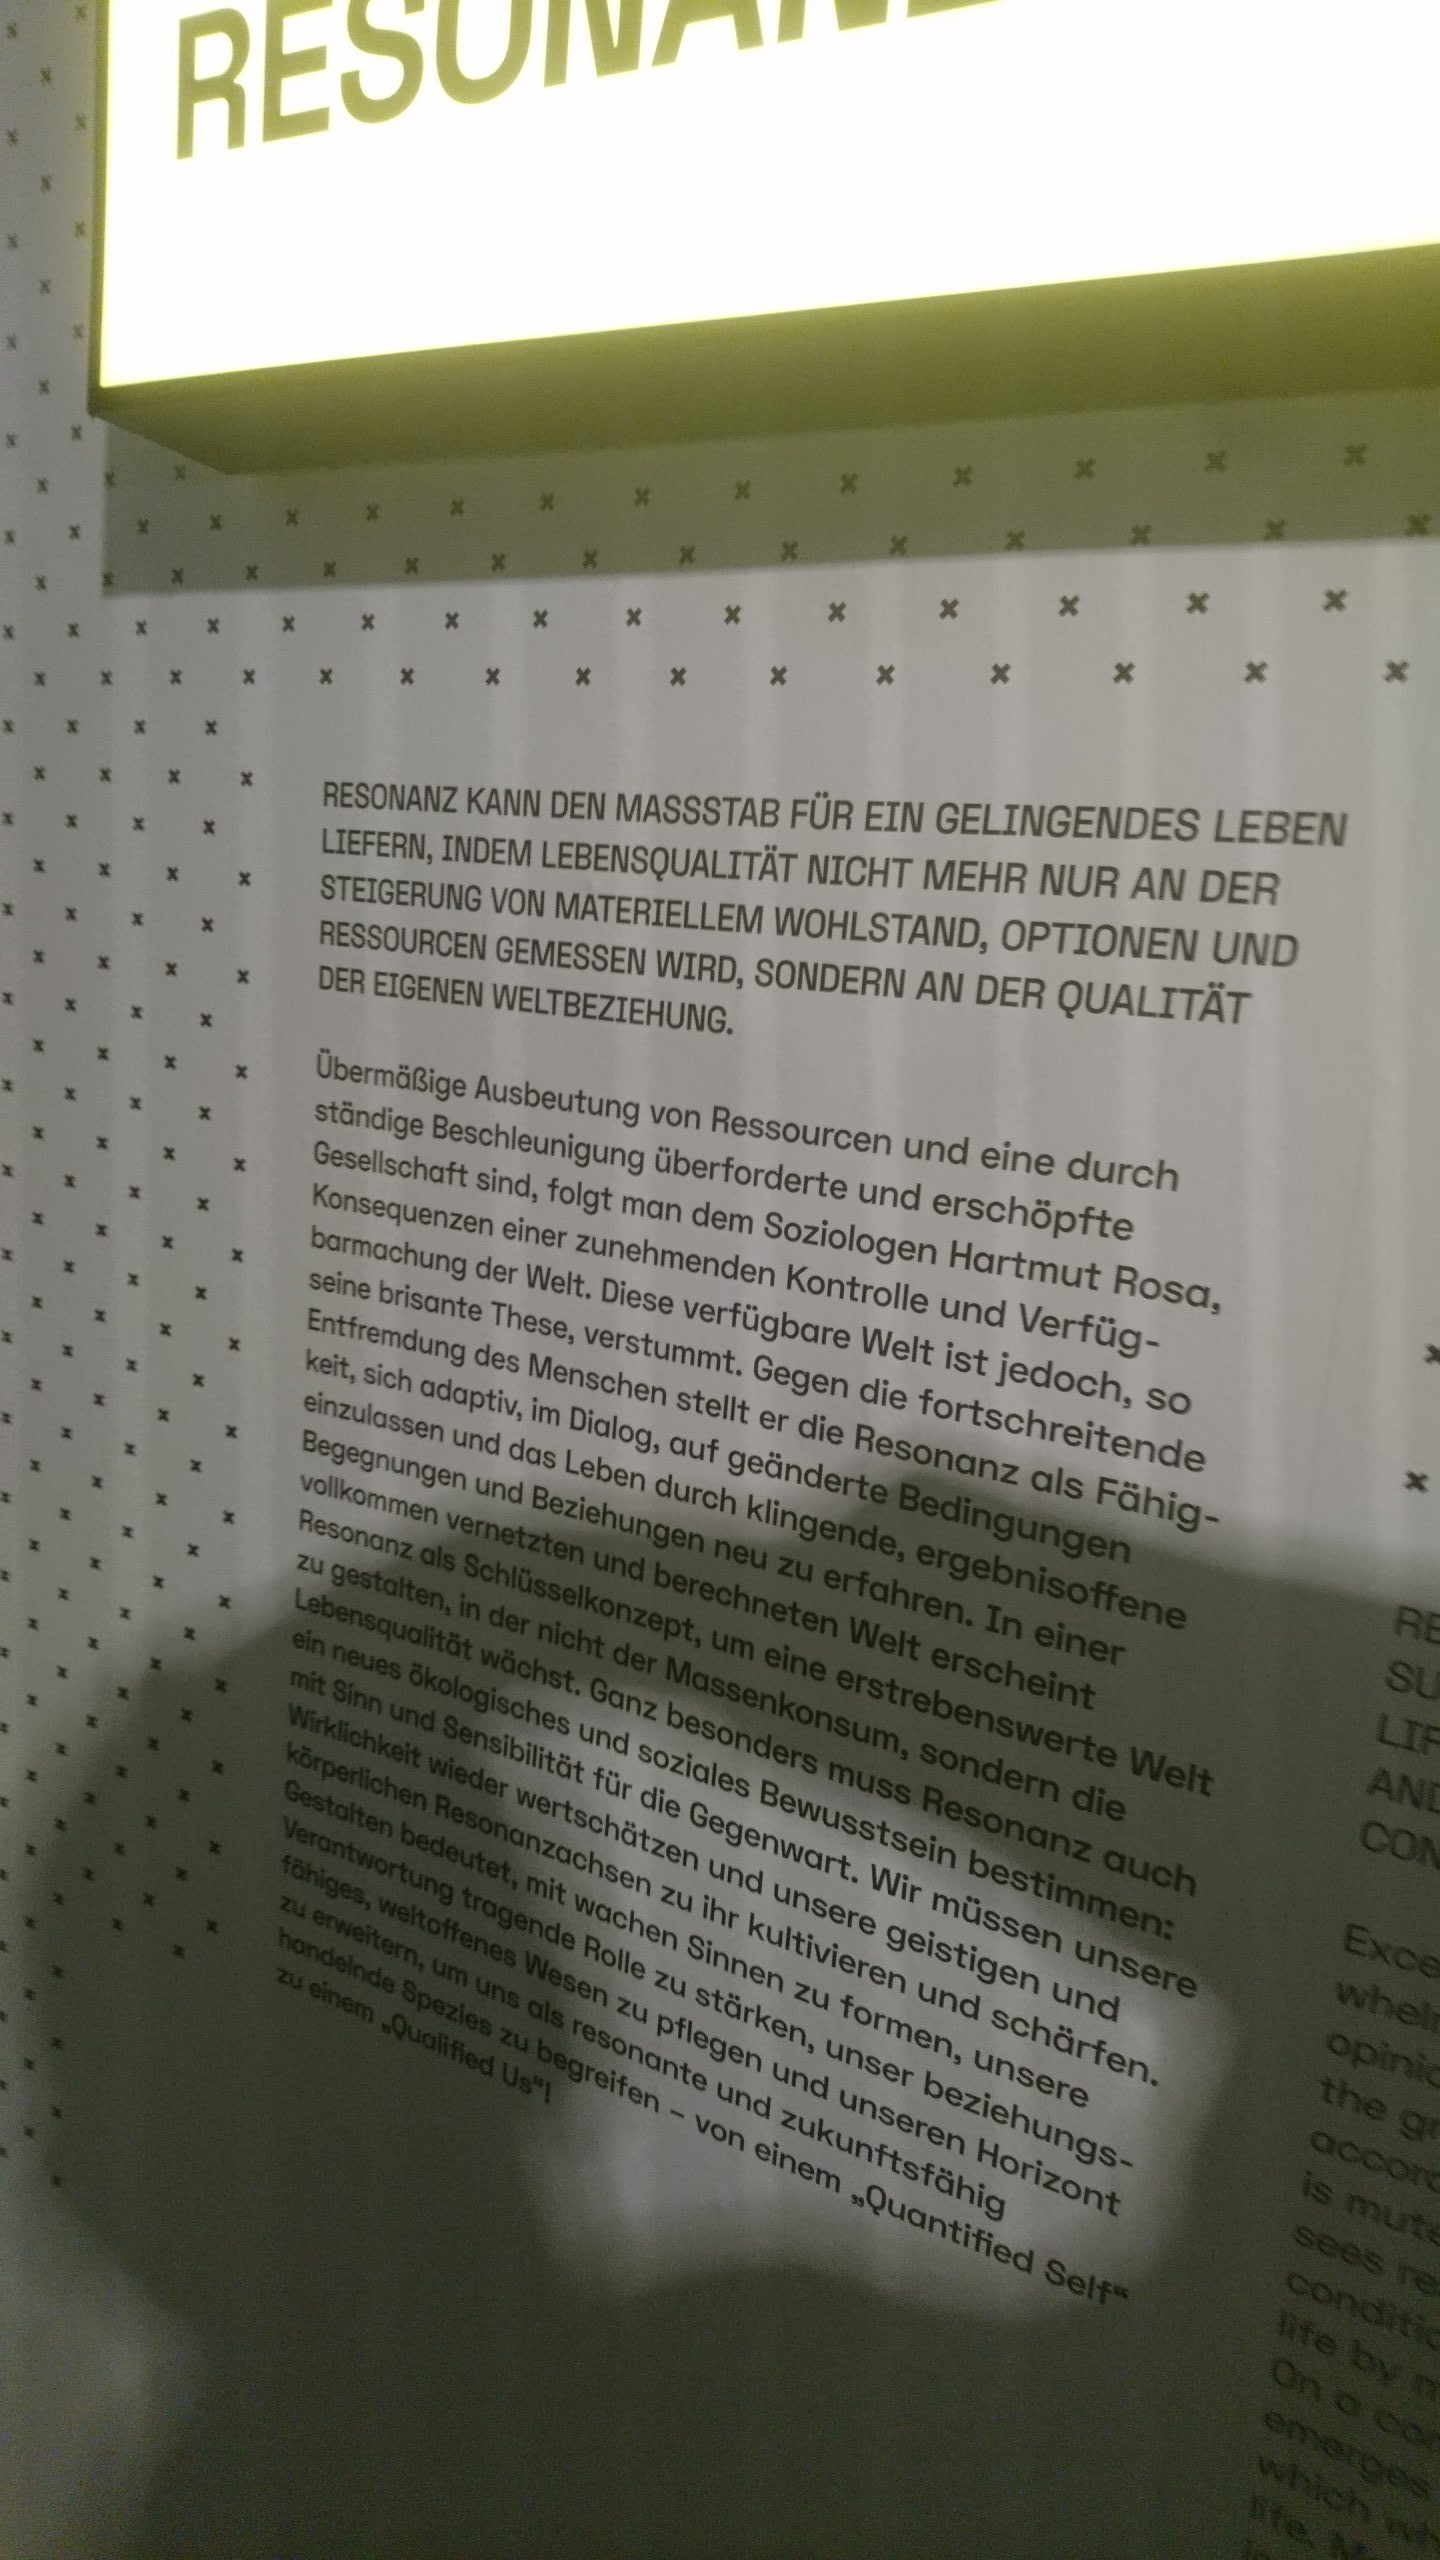 RESONANZ KANN DEN MASSSTAB FÜR EIN GELINGENDES LEBEN
LIEFERN, INDEM LEBENSQUALITÄT NICHT MEHR NUR AN DER
STEIGERUNG VON MATERIELLEM WOHLSTAND, OPTIONEN UND
RESSOURCEN GEMESSEN WIRD, SONDERN AN DER QUALITÄT
DER EIGENEN WELTBEZIEHUNG.
Übermäßige Ausbeutung von Ressourcen und eine durch
ständige Beschleunigung überforderte und erschöpfte
Gesellschaft sind, folgt man dem Soziologen Hartmut Rosa,
Konsequenzen einer zunehmenden Kontrolle und Verfüg-
barmachung der Welt. Diese verfügbare Welt ist jedoch, so
seine brisante These, verstummt. Gegen die fortschreitende
Entfremdung des Menschen stellt er die Resonanz als Fähig-
keit, sich adaptiv, im Dialog, auf geänderte Bedingungen
einzulassen und das Leben durch klingende, ergebnisoffene
Begegnungen und Beziehungen neu zu erfahren. In einer
vollkommen vernetzten und berechneten Welt erscheint
Resonanz als Schlüsselkonzept, um eine erstrebenswerte Welt
zu gestalten, in der nicht der Massenkonsum, sondern die
Lebensqualität wächst. Ganz besonders muss Resonanz auch
ein neues ökologisches und soziales Bewusstsein bestimmen:
mit Sinn und Sensibilität für die Gegenwart. Wir müssen unsere
Wirklichkeit wieder wertschätzen und unsere geistigen und
körperlichen Resonanzachsen zu ihr kultivieren und schärfen.
Gestalten bedeutet, mit wachen Sinnen zu formen, unsere
Verantwortung tragende Rolle zu stärken, unser beziehungs-
fähiges, weltoffenes Wesen zu pflegen und unseren Horizont
zu erweitern, um uns als resonante und zukunftsfähig
handelnde Spezies zu begreifen – von einem „Quantified Self“
zu einem „Qualified Us“!
the
is
sees
life by
On a
emerges
which
life.